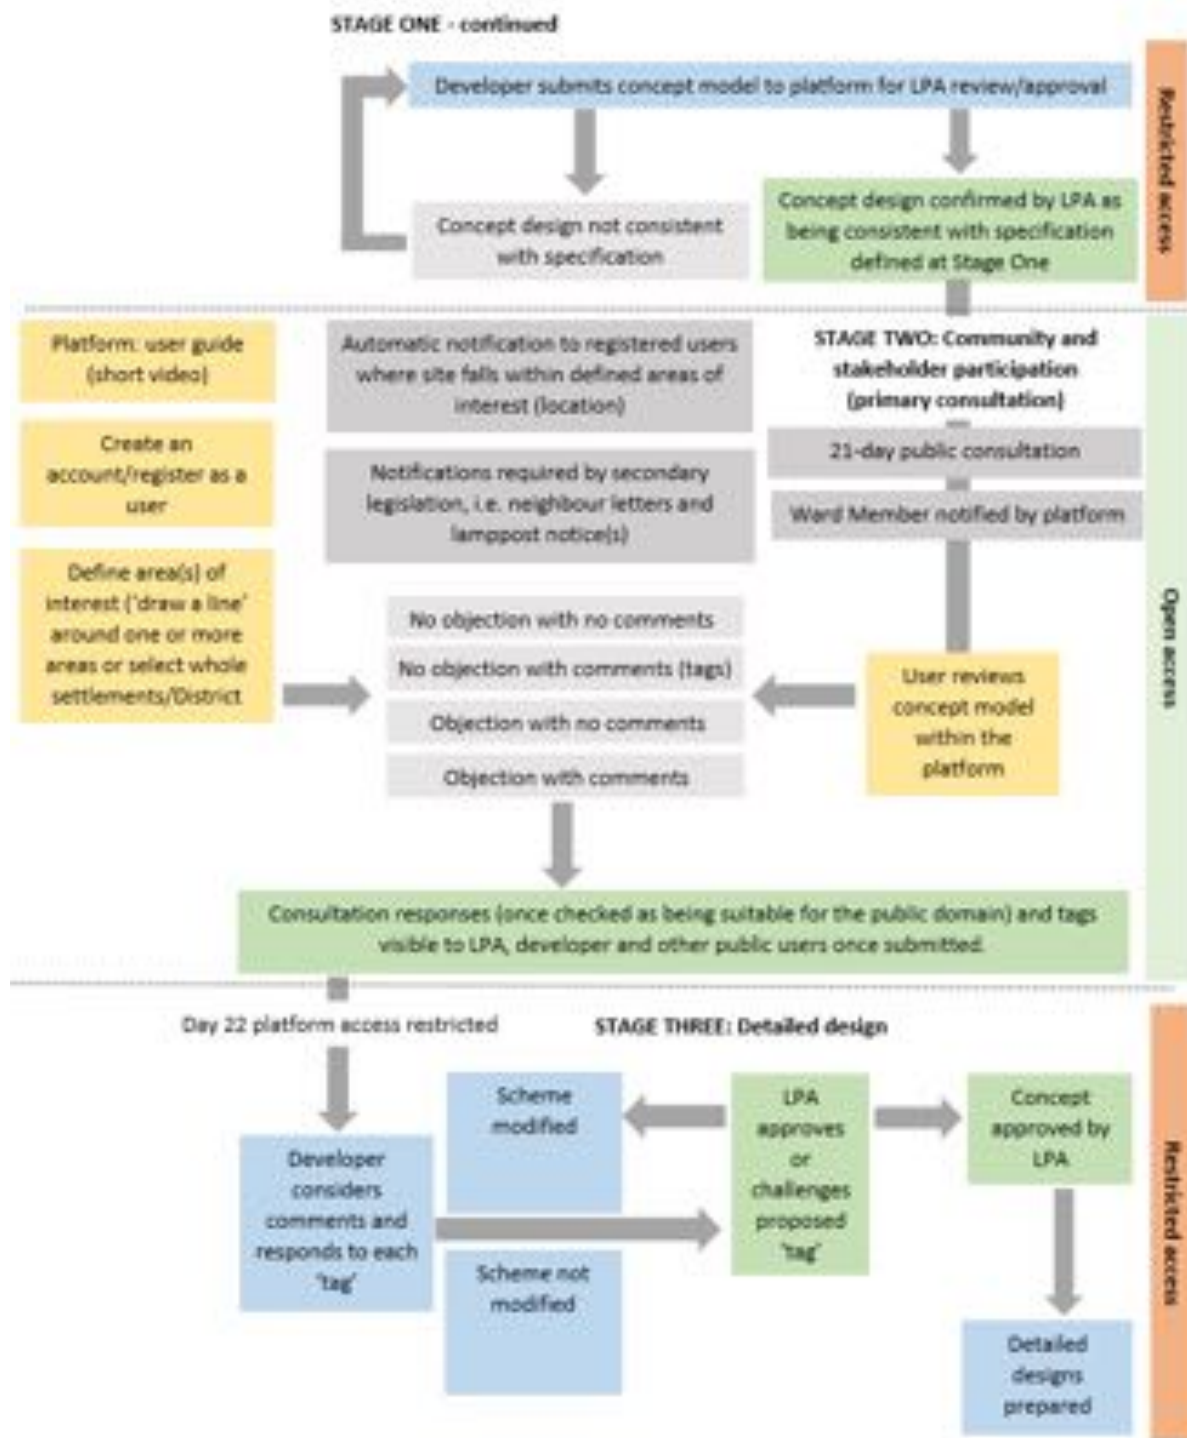 STAGE ONE - continued
Developer submits concept model to platform for LPA review/approval
Restricted access
Concept design not consistent
with specification
Concept design confirmed by LPA as
being consistent with specification
defined at Stage One
Platform: user guide
(short video)
Create an
account/register as a
user
Define area(s) of
interest ('draw a line'
around one or more
areas or select whole
settlements/District
Automatic notification to registered users
where site falls within defined areas of
interest (location)
Notifications required by secondary
legislation, i.e. neighbour letters and
lamppost notice(s)
STAGE TWO: Community and
stakeholder participation
(primary consultation)
21-day public consultation
Ward Member notified by platform
Open access
No objection with no comments
No objection with comments (tags)
Objection with no comments
Objection with comments
User reviews
concept model
within the
platform
Consultation responses (once checked as being suitable for the public domain) and tags
visible to LPA, developer and other public users once submitted.
Day 22 platform access restricted
STAGE THREE: Detailed design
Developer
considers
comments and
responds to each
'tag'
Scheme
modified
Scheme not
modified
LPA
approves
or
challenges
proposed
'tag'
Concept
approved by
LPA
Detailed
designs
prepared
Restricted access